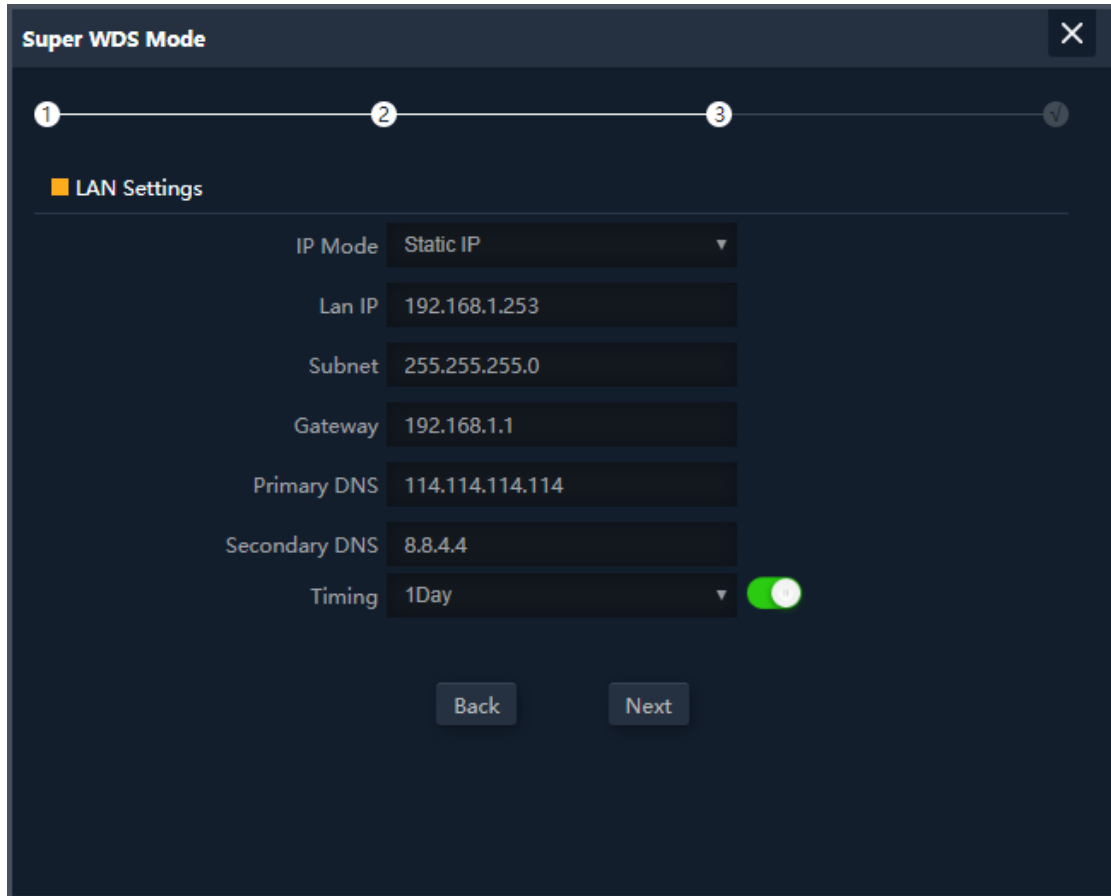 Super WDS Mode
1 2 3 √
LAN Settings
IP Mode Static IP
Lan IP 192.168.1.253
Subnet 255.255.255.0
Gateway 192.168.1.1
Primary DNS 114.114.114.114
Secondary DNS 8.8.4.4
Timing 1Day
Back Next